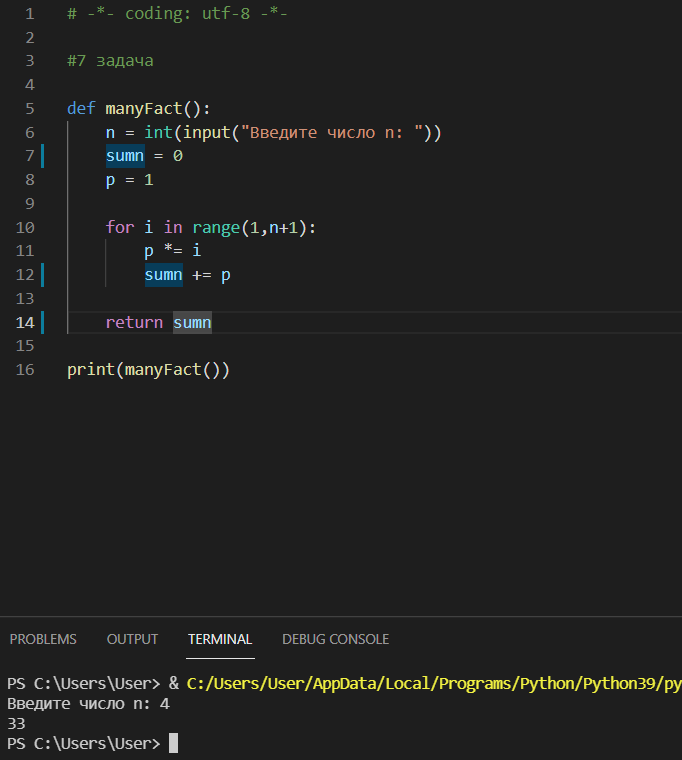 1 # -*- coding: utf-8 -*-
2
3 #7 задача
4
5 def manyFact():
6     n = int(input("Введите число n: "))
7     sumn = 0
8     p = 1
9
10     for i in range(1,n+1):
11         p *= i
12         sumn += p
13
14     return sumn
15
16 print(manyFact())
PROBLEMS OUTPUT TERMINAL DEBUG CONSOLE
PS C:\Users\User> & C:/Users/User/AppData/Local/Programs/Python/Python39/py
Введите число n: 4
33
PS C:\Users\User>